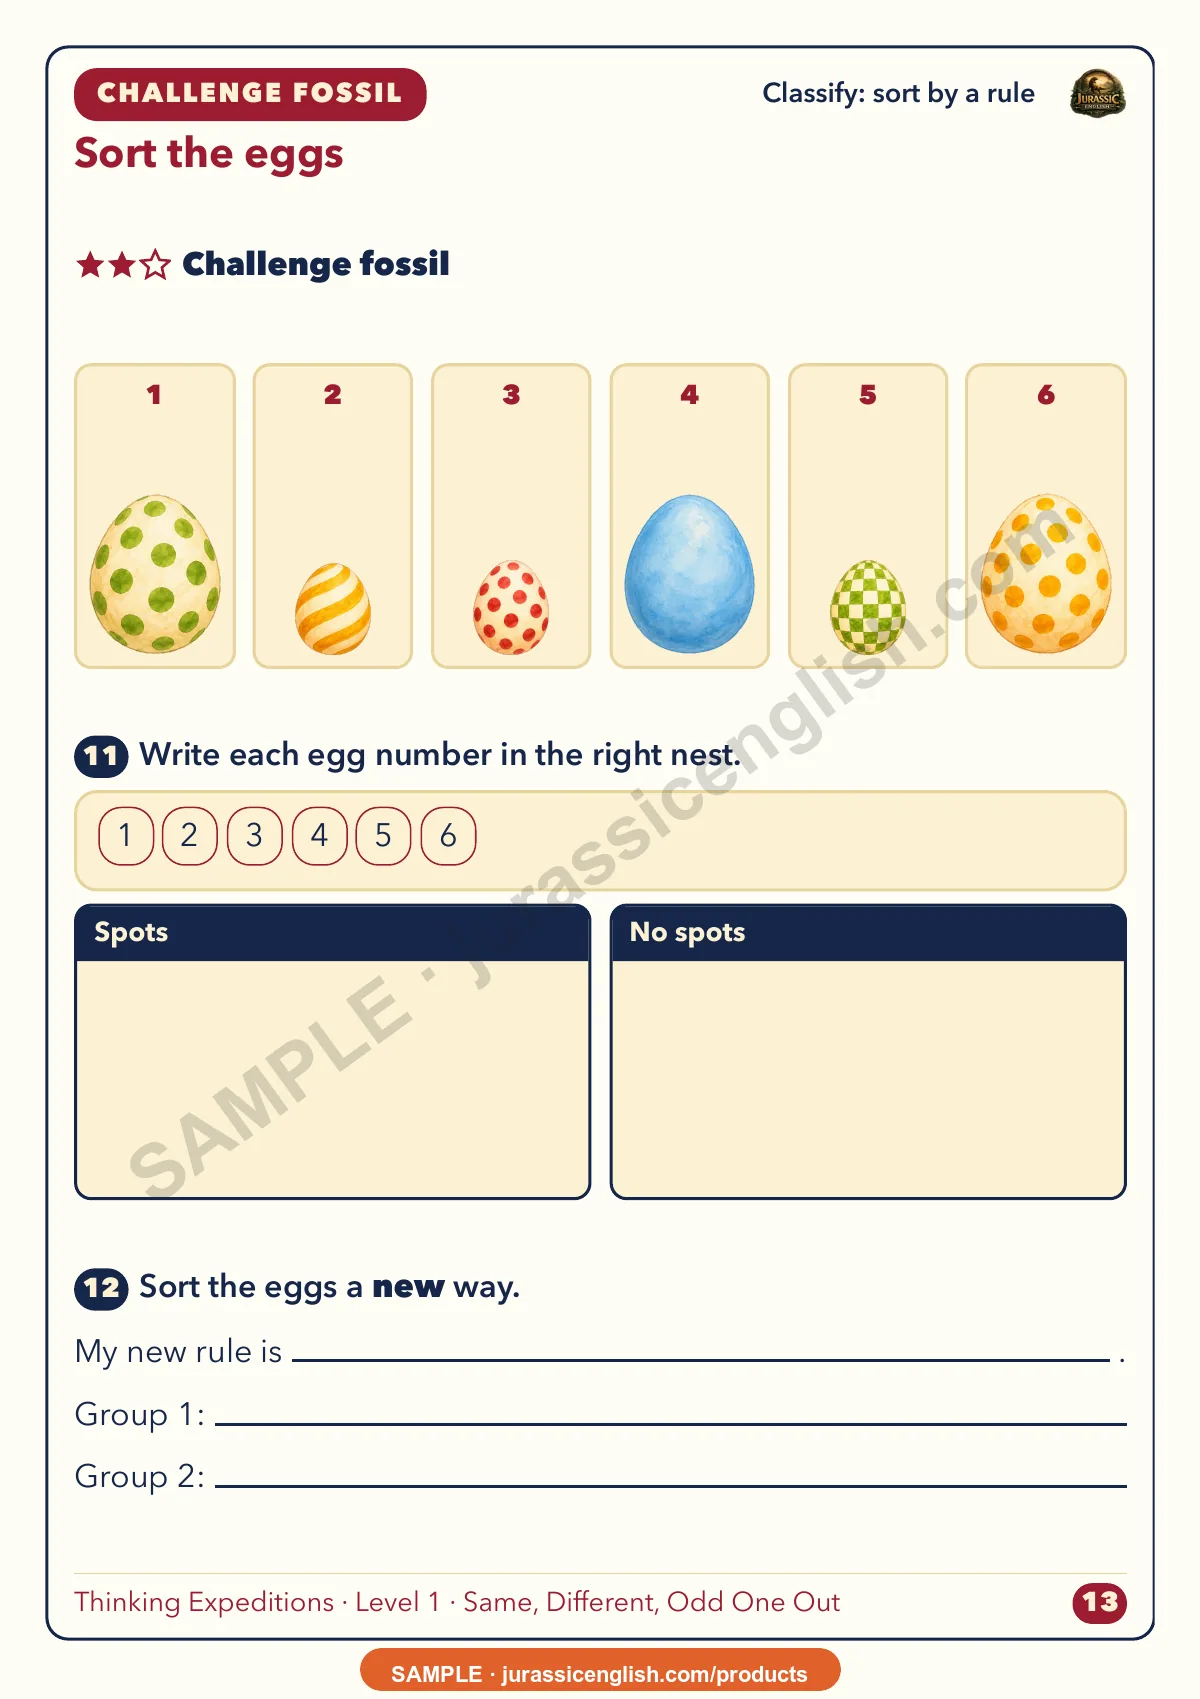 CHALLENGE FOSSIL
Classify: sort by a rule
JURASSIC
ENGLISH
Sort the eggs
Challenge fossil
1 2 3 4 5 6
11 Write each egg number in the right nest.
1 2 3 4 5 6
Spots
No spots
SAMPLE · jurassicenglish.com
12 Sort the eggs a new way.
My new rule is .
Group 1:
Group 2:
Thinking Expeditions · Level 1 · Same, Different, Odd One Out
13
SAMPLE · jurassicenglish.com/products